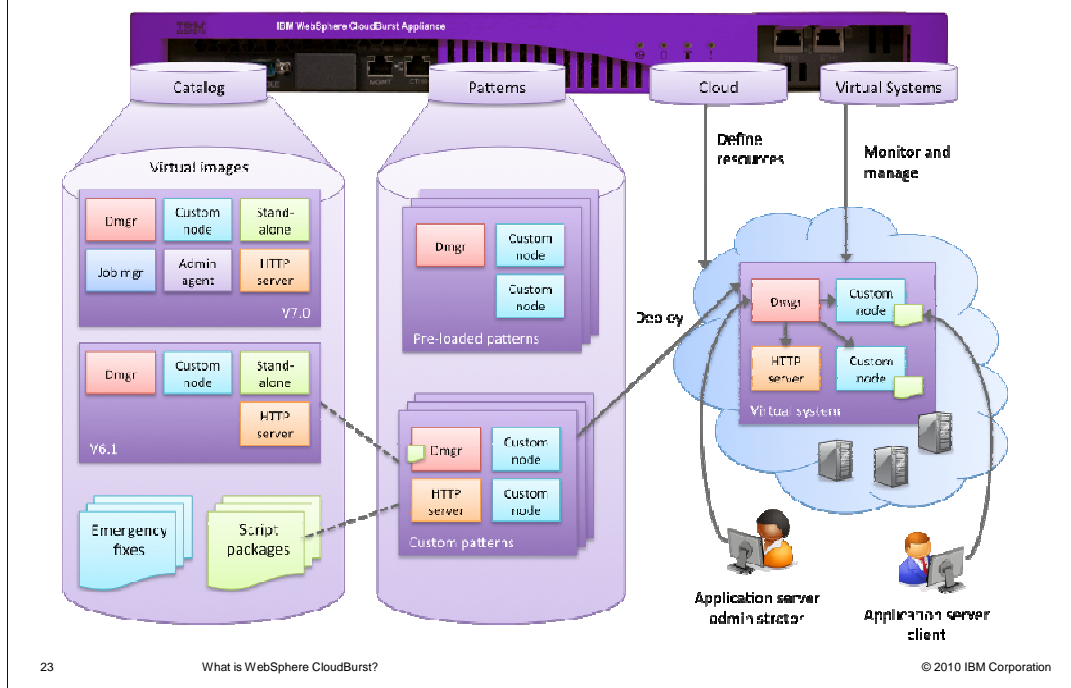 IBM WebSphere CloudBurst Appliance
Catalog
Patterns
Cloud
Virtual Systems
Define
resources
Monitor and
manage
Virtual images
Dmgr
Custom
node
Stand-
alone
Job mgr
Admin
agent
HTTP
server
V7.0
Dmgr
Custom
node
Stand-
alone
HTTP
server
V6.1
Emergency
fixes
Script
packages
Dmgr
Custom
node
Custom
node
Pre-loaded patterns
Dmgr
Custom
node
HTTP
server
Custom
node
Custom patterns
Deploy
Dmgr
Custom
node
HTTP
server
Custom
node
Virtual system
Application server
administrator
Application server
client
23
What is WebSphere CloudBurst?
© 2010 IBM Corporation